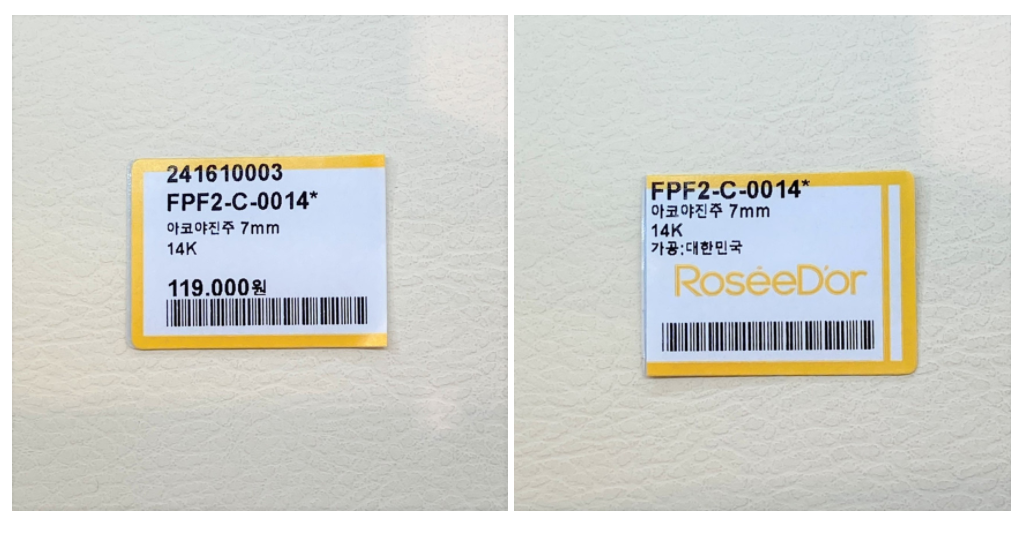 241610003
FPF2-C-0014*
아코야진주 7mm
14K
119.000원
FPF2-C-0014*
아코야진주 7mm
14K
가공;대한민국
RoséeD'or